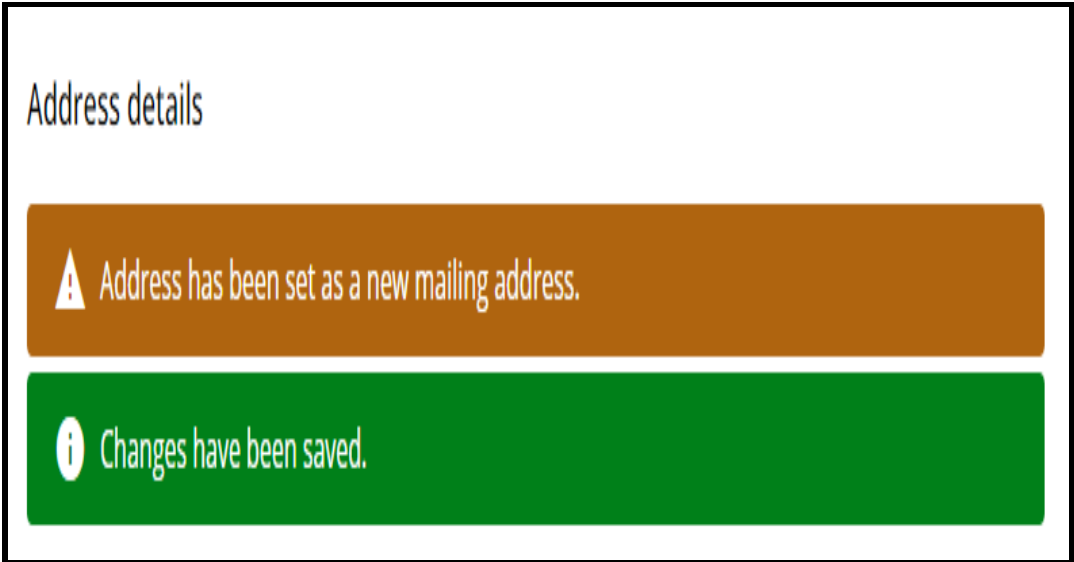 Address details
Address has been set as a new mailing address.
Changes have been saved.